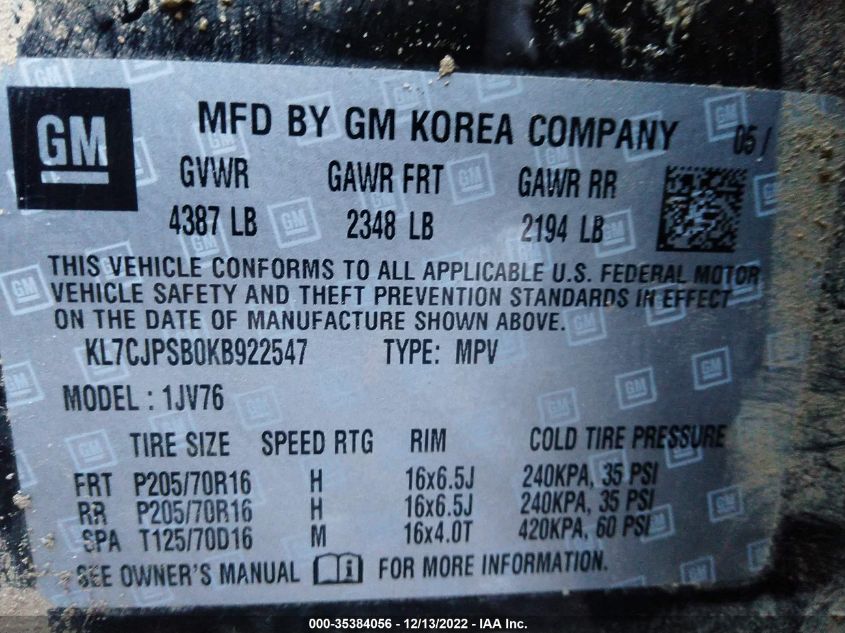 GM
MFD BY GM KOREA COMPANY 05/
GVWR GAWR FRT GAWR RR
4387 LB 2348 LB 2194 LB
THIS VEHICLE CONFORMS TO ALL APPLICABLE U.S. FEDERAL MOTOR
VEHICLE SAFETY AND THEFT PREVENTION STANDARDS IN EFFECT
ON THE DATE OF MANUFACTURE SHOWN ABOVE.
KL7CJPSB0KB922547 TYPE: MPV
MODEL : 1JV76
TIRE SIZE SPEED RTG RIM COLD TIRE PRESSURE
FRT P205/70R16 H 16x6.5J 240KPA, 35 PSI
RR P205/70R16 H 16x6.5J 240KPA, 35 PSI
SPA T125/70D16 M 16x4.0T 420KPA, 60 PSI
SEE OWNER'S MANUAL i FOR MORE INFORMATION.
000-35384056 - 12/13/2022 - IAA Inc.